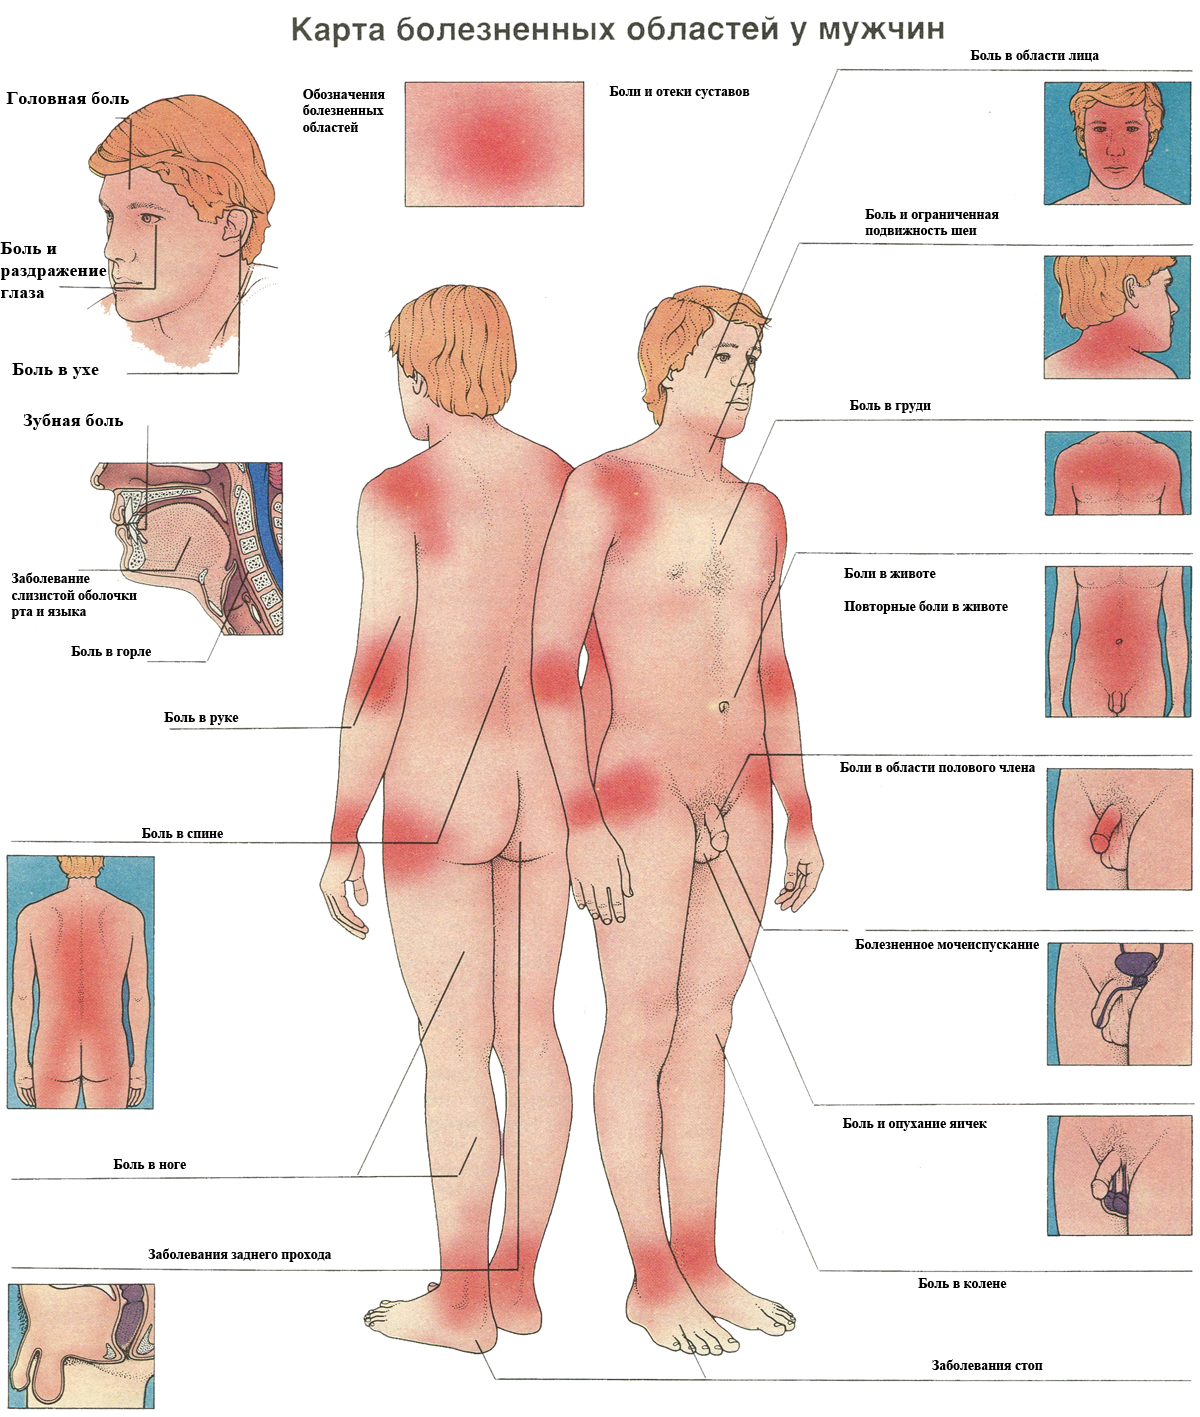 Карта болезненных областей у мужчин
Головная боль
Обозначения
болезненных
областей
Боли и отеки суставов
Боль в области лица
Боль и ограниченная
подвижность шеи
Боль и
раздражение
глаза
Боль в ухе
Зубная боль
Боль в груди
Заболевание
слизистой оболочки
рта и языка
Боли в животе
Повторные боли в животе
Боль в горле
Боль в руке
Боли в области полового члена
Боль в спине
Болезненное мочеиспускание
Боль и опухание яичек
Боль в ноге
Заболевания заднего прохода
Боль в колене
Заболевания стоп